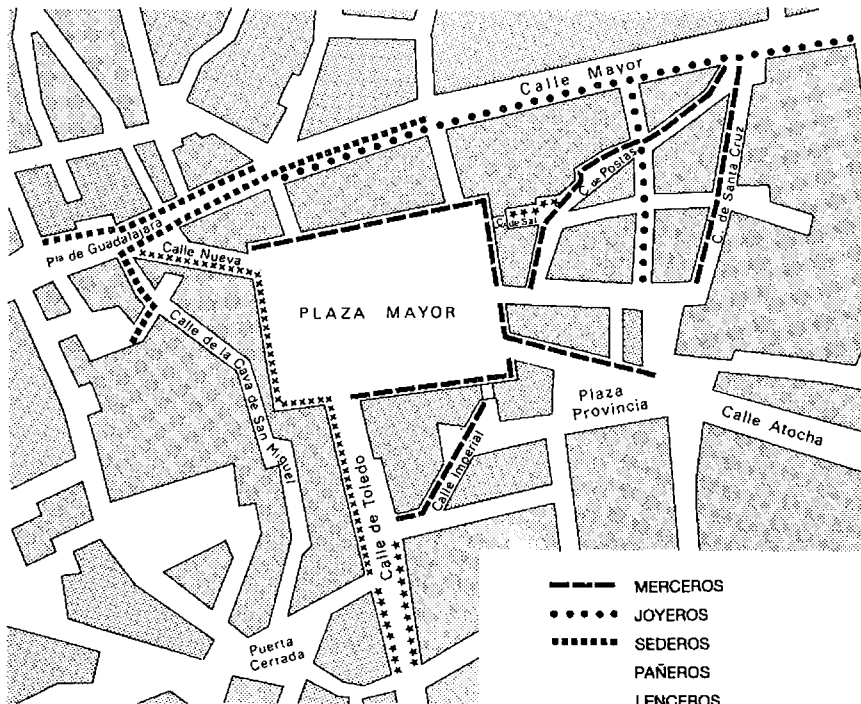 Calle Mayor
C. de Postas
C. de Santa Cruz
C. de Sal
Pta de Guadalajara
Calle Nueva
PLAZA MAYOR
Calle de la Cava de San Miguel
Plaza
Provincia
Calle Atocha
Calle Imperial
Calle de Toledo
Puerta
Cerrada
MERCEROS
JOYEROS
SEDEROS
PAÑEROS
LENCEROS